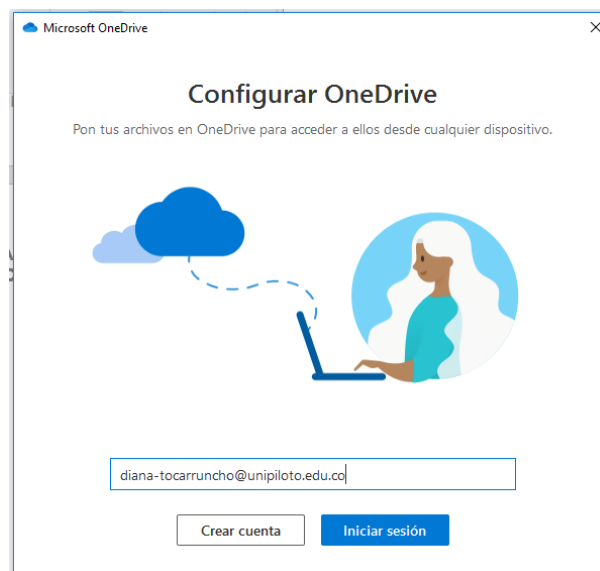 Microsoft OneDrive
Configurar OneDrive
Pon tus archivos en OneDrive para acceder a ellos desde cualquier dispositivo.
diana-tocarruncho@unipiloto.edu.co
Crear cuenta
Iniciar sesión